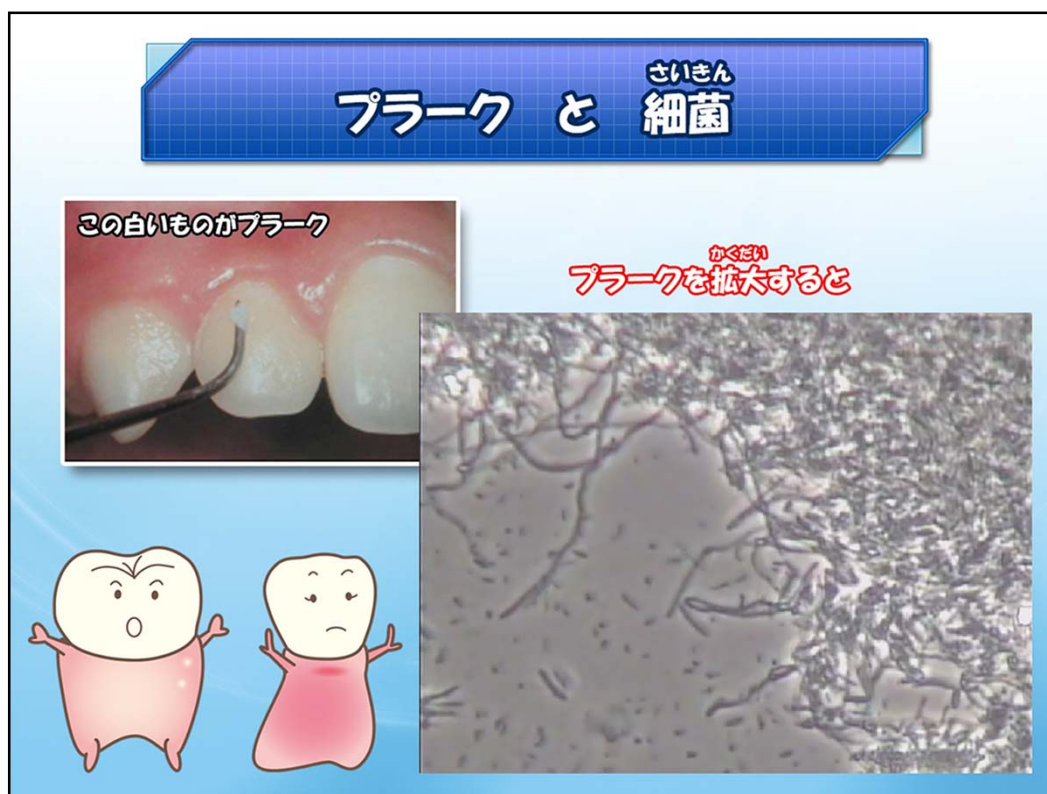 さいきん
プラーク と 細菌
この白いものがプラーク
かくだい
プラークを拡大すると